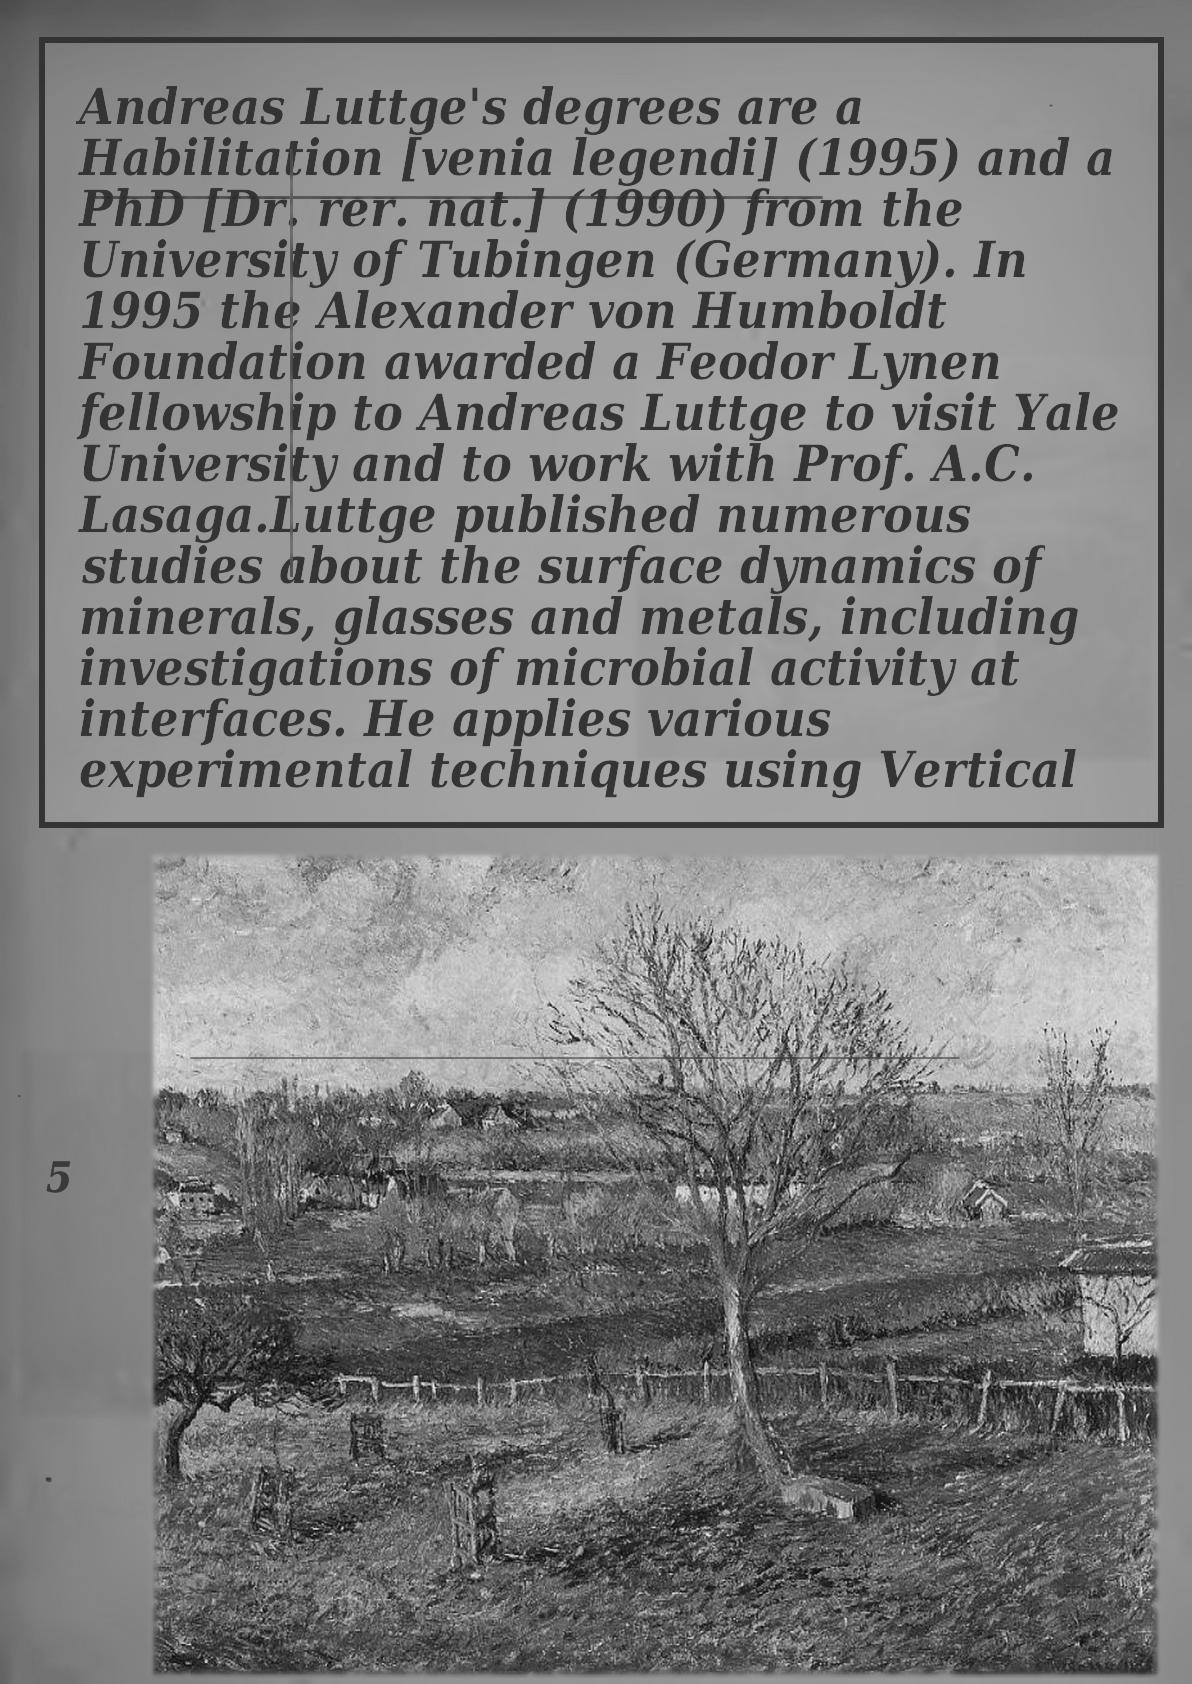 Andreas Luttge's degrees are a
Habilitation [venia legendi] (1995) and a
PhD [Dr. rer. nat.] (1990) from the
University of Tubingen (Germany). In
1995 the Alexander von Humboldt
Foundation awarded a Feodor Lynen
fellowship to Andreas Luttge to visit Yale
University and to work with Prof. A.C.
Lasaga.Luttge published numerous
studies about the surface dynamics of
minerals, glasses and metals, including
investigations of microbial activity at
interfaces. He applies various
experimental techniques using Vertical
5